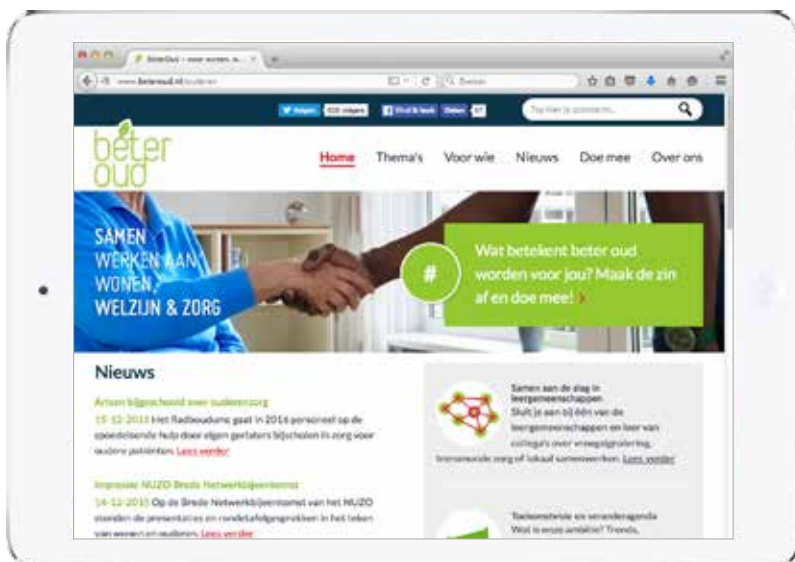 BeterOud - voor wonen, w...
www.beteroud.nl/ouderen
Zoeken
Volgen
volgers
Vind ik leuk
Delen
beter
oud
Home Thema's Voor wie Nieuws Doe mee Over ons
SAMEN
WERKEN AAN
WONEN,
WELZIJN & ZORG
#
Wat betekent beter oud
worden voor jou? Maak de zin
af en doe mee! >
Nieuws
Artsen bijgeschoold over ouderenzorg
15-12-2015 Het Radboudumc gaat in 2016 personeel op de
spoedeisende hulp door eigen geriaters bijscholen in zorg voor
oudere patiënten. Lees verder
Impressie NUZO Brede Netwerkbijeenkomst
14-12-2015 Op de Brede Netwerkbijeenkomst van het NUZO
stonden de presentaties en rondetafelgesprekken in het teken
van wonen en ouderen. Lees verder
Samen aan de slag in
leergemeenschappen
Sluit je aan bij één van de
leergemeenschappen en leer van
collega's over vroegsignalering,
transmurale zorg of lokaal samenwerken. Lees verder
Toekomstvisie en veranderagenda
Wat is onze ambitie? Trends,